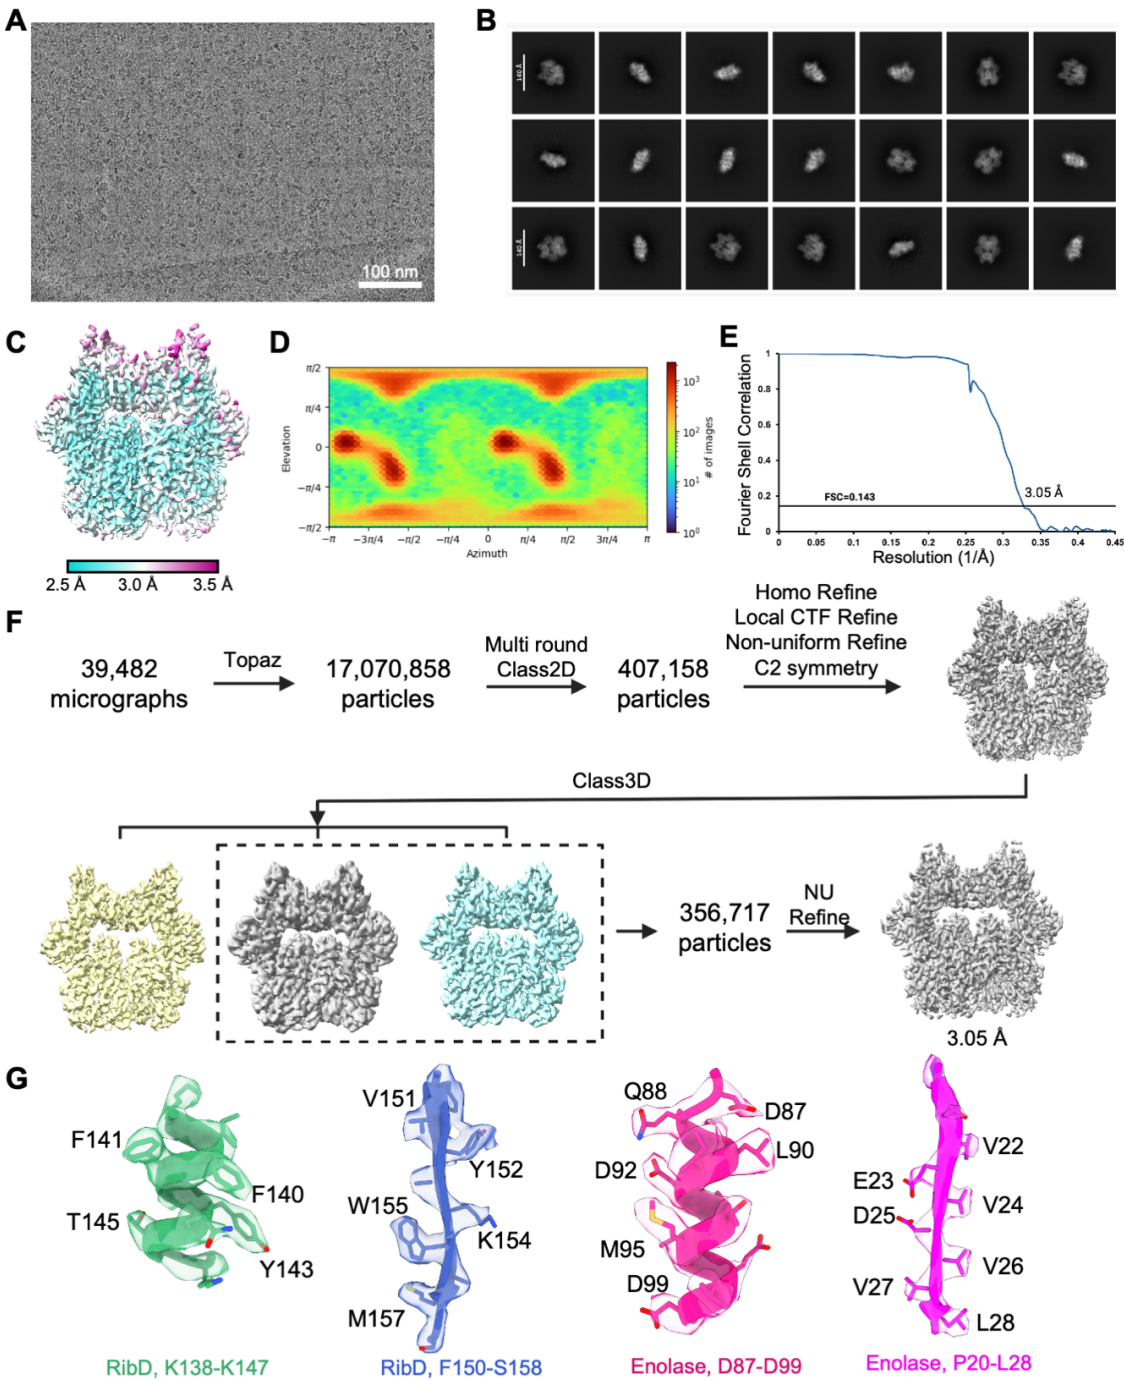 A
100 nm
B
140 Å
140 Å
C
2.5 Å 3.0 Å 3.5 Å
D
Elevation
π/2
π/4
0
−π/4
−π/2
−π −3π/4 −π/2 −π/4 0 π/4 π/2 3π/4 π
Azimuth
# of images
10³
10²
10¹
10⁰
E
Fourier Shell Correlation
1
0.8
0.6
0.4
0.2
0
FSC=0.143
3.05 Å
0 0.05 0.1 0.15 0.2 0.25 0.3 0.35 0.4 0.45
Resolution (1/Å)
F
39,482
micrographs
Topaz
17,070,858
particles
Multi round
Class2D
407,158
particles
Homo Refine
Local CTF Refine
Non-uniform Refine
C2 symmetry
Class3D
356,717
particles
NU
Refine
3.05 Å
G
F141
F140
T145
Y143
RibD, K138-K147
V151
Y152
W155
K154
M157
RibD, F150-S158
Q88
D87
L90
D92
M95
D99
Enolase, D87-D99
V22
E23
V24
D25
V26
V27
L28
Enolase, P20-L28